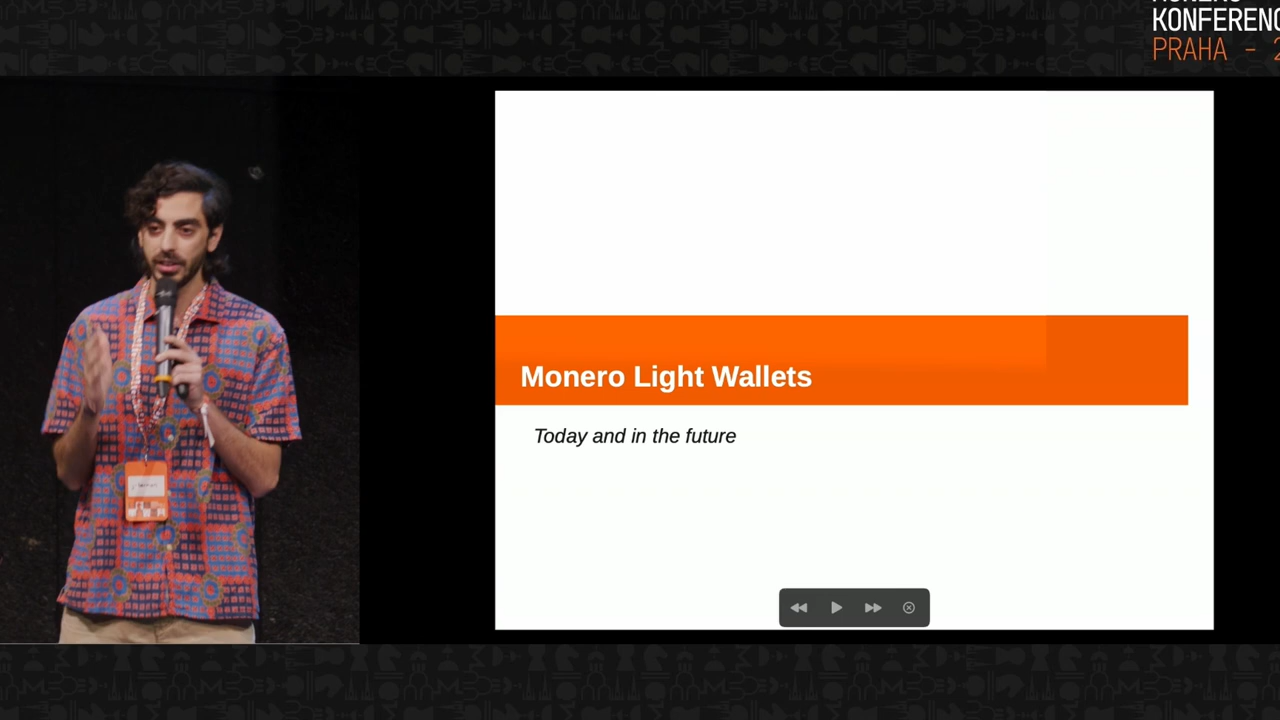 KONFERENC
PRAHA - 2
Monero Light Wallets
Today and in the future